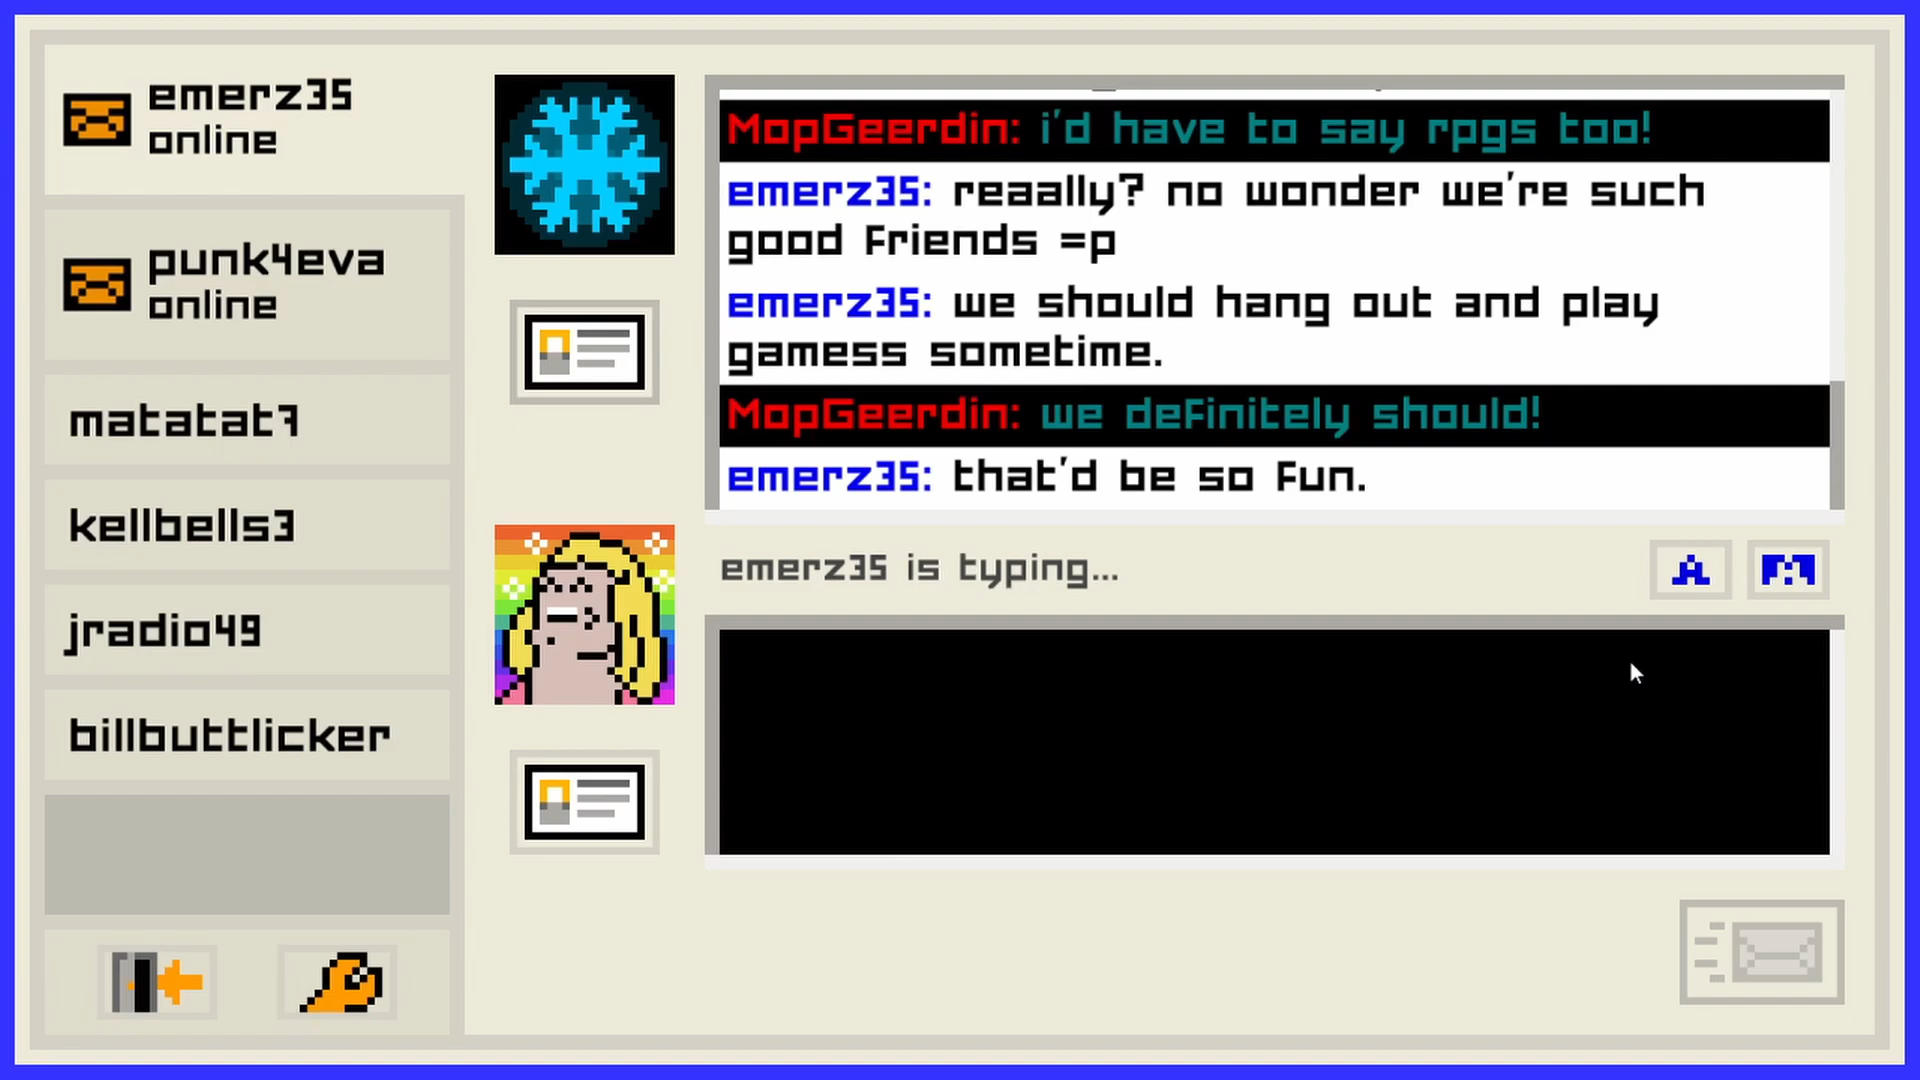 emerz35
online
punk4eva
online
matatat7
kellbells3
jradio49
billbuttlicker
MopGeerdin: i'd have to say rpgs too!
emerz35: reaally? no wonder we're such
good friends =p
emerz35: we should hang out and play
gamess sometime.
MopGeerdin: we definitely should!
emerz35: that'd be so fun.
emerz35 is typing...
A